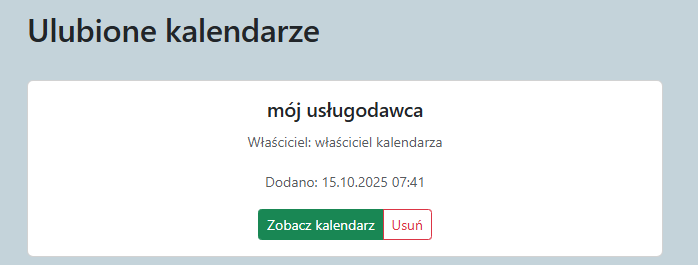 Ulubione kalendarze
mój usługodawca
Właściciel: właściciel kalendarza
Dodano: 15.10.2025 07:41
Zobacz kalendarz Usuń